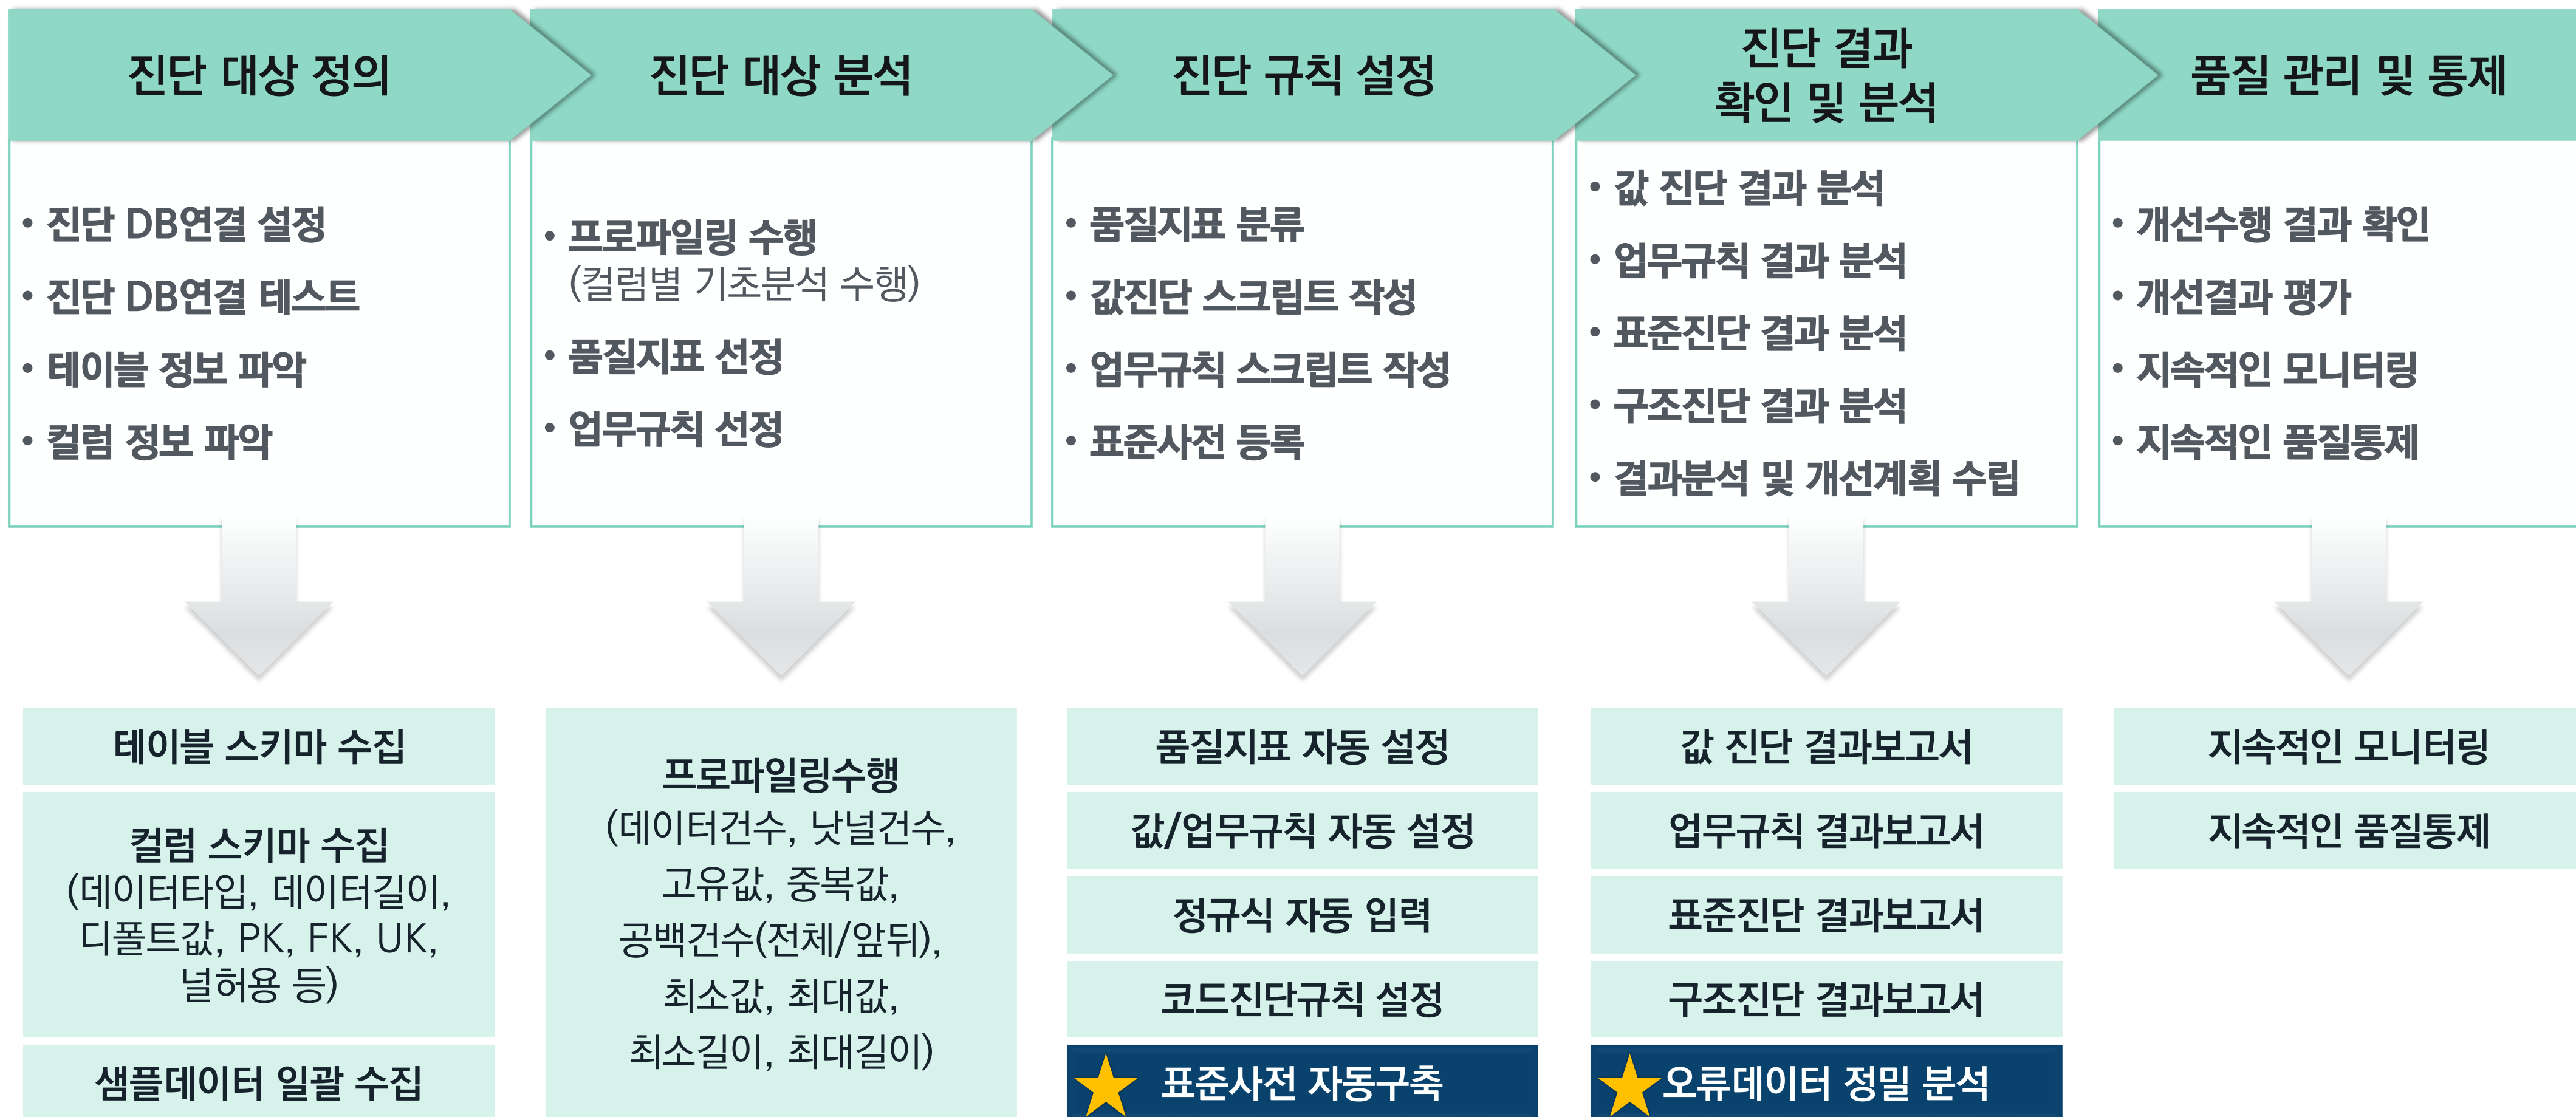 진단 대상 정의
진단 대상 분석
진단 규칙 설정
진단 결과
확인 및 분석
품질 관리 및 통제
• 진단 DB연결 설정
• 진단 DB연결 테스트
• 테이블 정보 파악
• 컬럼 정보 파악
• 프로파일링 수행
(컬럼별 기초분석 수행)
• 품질지표 선정
• 업무규칙 선정
• 품질지표 분류
• 값진단 스크립트 작성
• 업무규칙 스크립트 작성
• 표준사전 등록
• 값 진단 결과 분석
• 업무규칙 결과 분석
• 표준진단 결과 분석
• 구조진단 결과 분석
• 결과분석 및 개선계획 수립
• 개선수행 결과 확인
• 개선결과 평가
• 지속적인 모니터링
• 지속적인 품질통제
테이블 스키마 수집
컬럼 스키마 수집
(데이터타입, 데이터길이,
디폴트값, PK, FK, UK,
널허용 등)
샘플데이터 일괄 수집
프로파일링수행
(데이터건수, 낫널건수,
고유값, 중복값,
공백건수(전체/앞뒤),
최소값, 최대값,
최소길이, 최대길이)
품질지표 자동 설정
값/업무규칙 자동 설정
정규식 자동 입력
코드진단규칙 설정
표준사전 자동구축
값 진단 결과보고서
업무규칙 결과보고서
표준진단 결과보고서
구조진단 결과보고서
오류데이터 정밀 분석
지속적인 모니터링
지속적인 품질통제